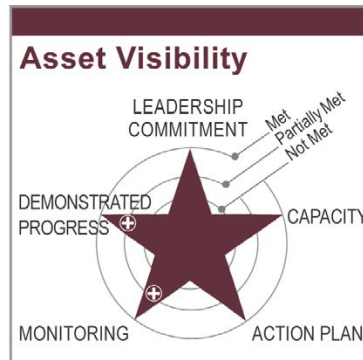 Asset Visibility
LEADERSHIP
COMMITMENT
Met
Partially Met
Not Met
DEMONSTRATED
PROGRESS
CAPACITY
MONITORING
ACTION PLAN